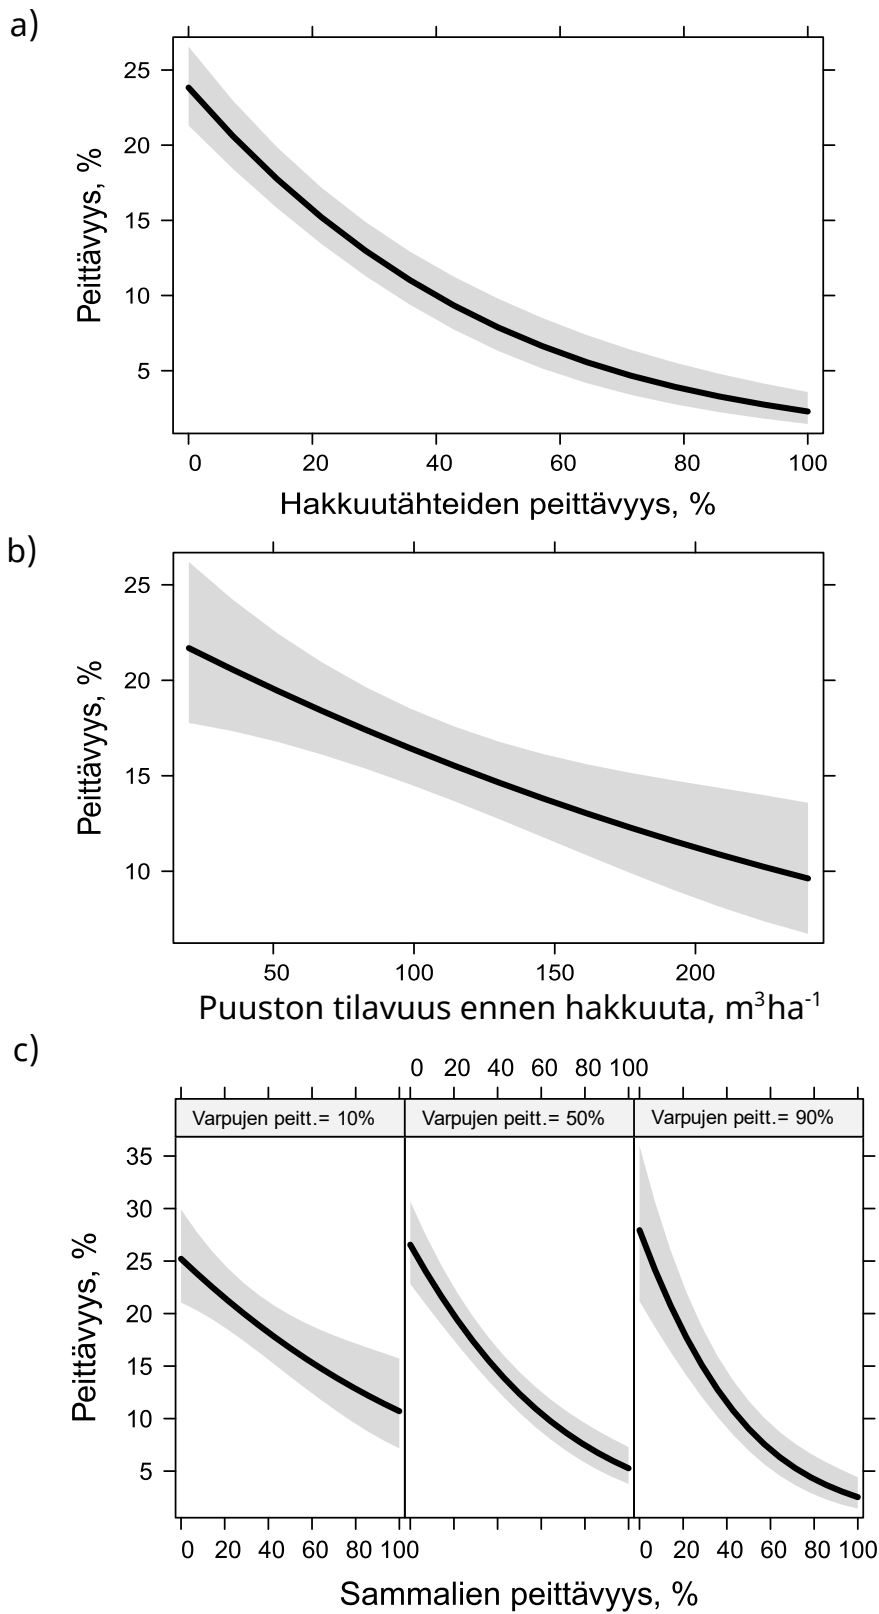 a)
25
20
15
10
5
Peittävyys, %
0 20 40 60 80 100
Hakkuutähteiden peittävyys, %
b)
25
20
15
10
Peittävyys, %
50 100 150 200
Puuston tilavuus ennen hakkuuta, m³ha⁻¹
c)
0 20 40 60 80 100
Varpujen peitt.= 10% Varpujen peitt.= 50% Varpujen peitt.= 90%
35
30
25
20
15
10
5
Peittävyys, %
0 20 40 60 80 100 0 20 40 60 80 100
Sammalien peittävyys, %